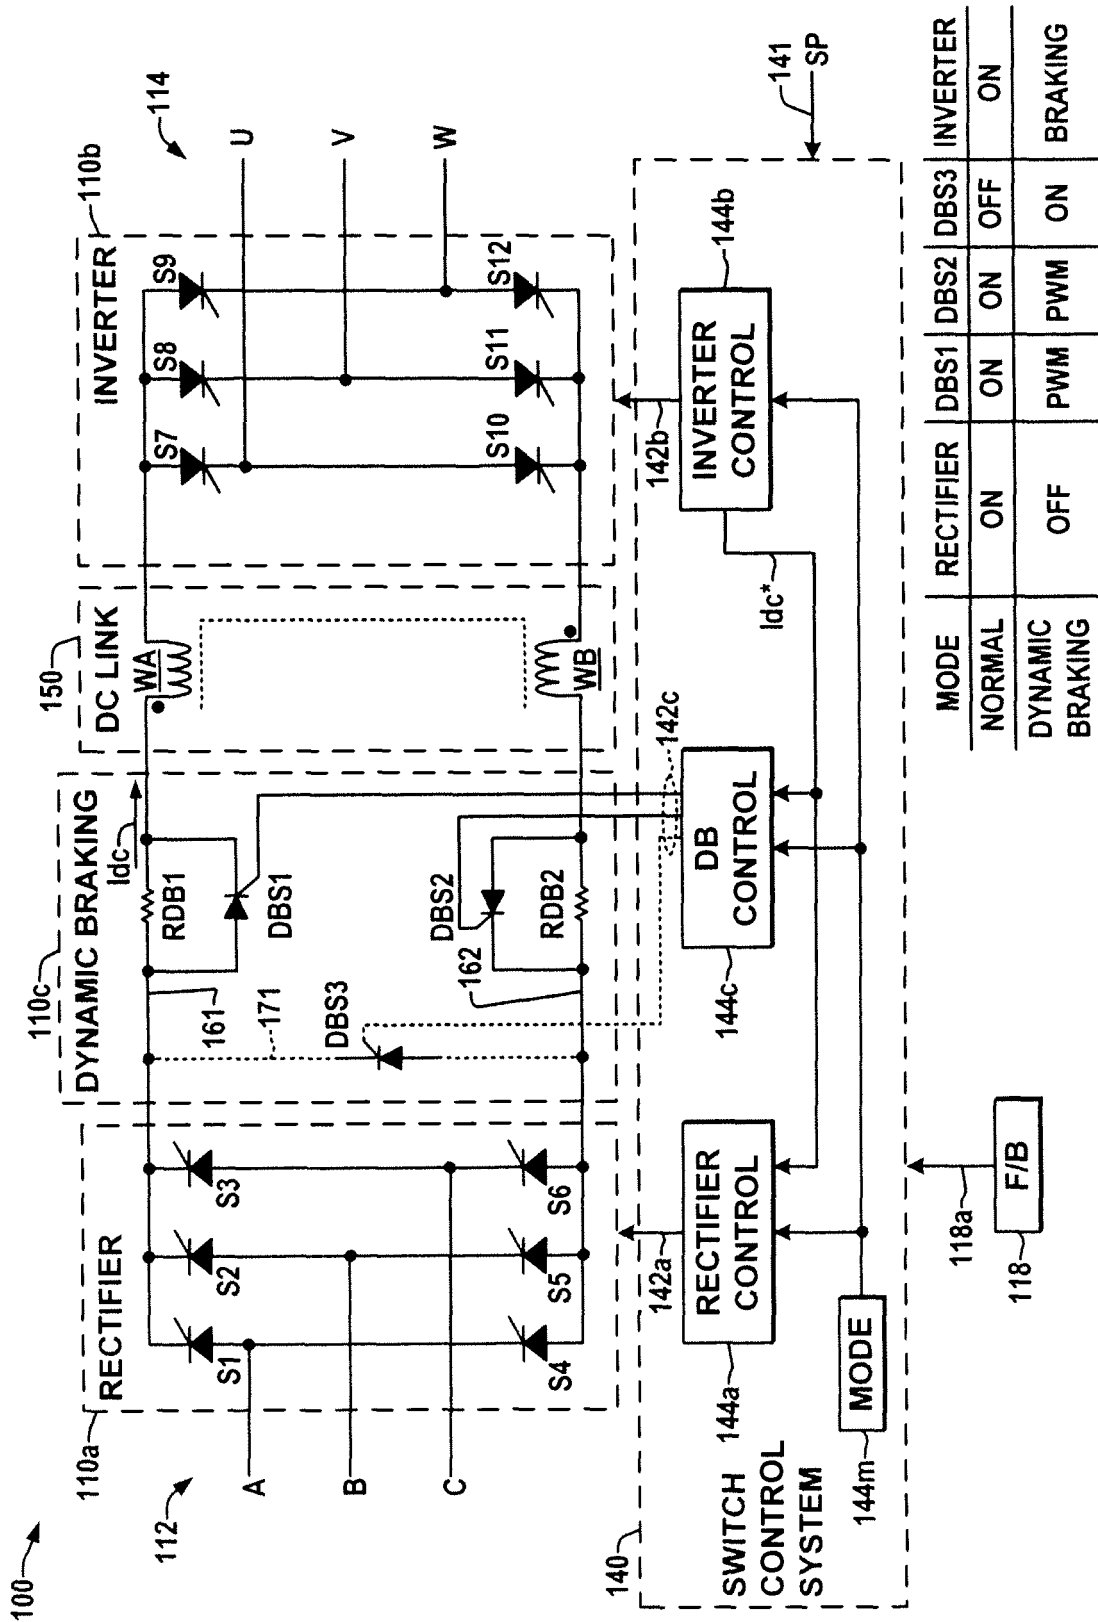 100
112
A
B
C
110a
RECTIFIER
S1
S2
S3
S4
S5
S6
110c
DYNAMIC BRAKING
Idc
RDB1
DBS1
161
171
DBS3
DBS2
162
RDB2
150
DC LINK
WA
WB
110b
INVERTER
S7
S8
S9
S10
S11
S12
114
U
V
W
140
SWITCH
CONTROL
SYSTEM
142a
RECTIFIER
CONTROL
144a
142c
DB
CONTROL
144c
142b
INVERTER
CONTROL
144b
Idc*
141
SP
MODE
144m
118a
F/B
118
MODE RECTIFIER DBS1 DBS2 DBS3 INVERTER
NORMAL ON ON ON OFF ON
DYNAMIC
BRAKING OFF PWM PWM ON BRAKING